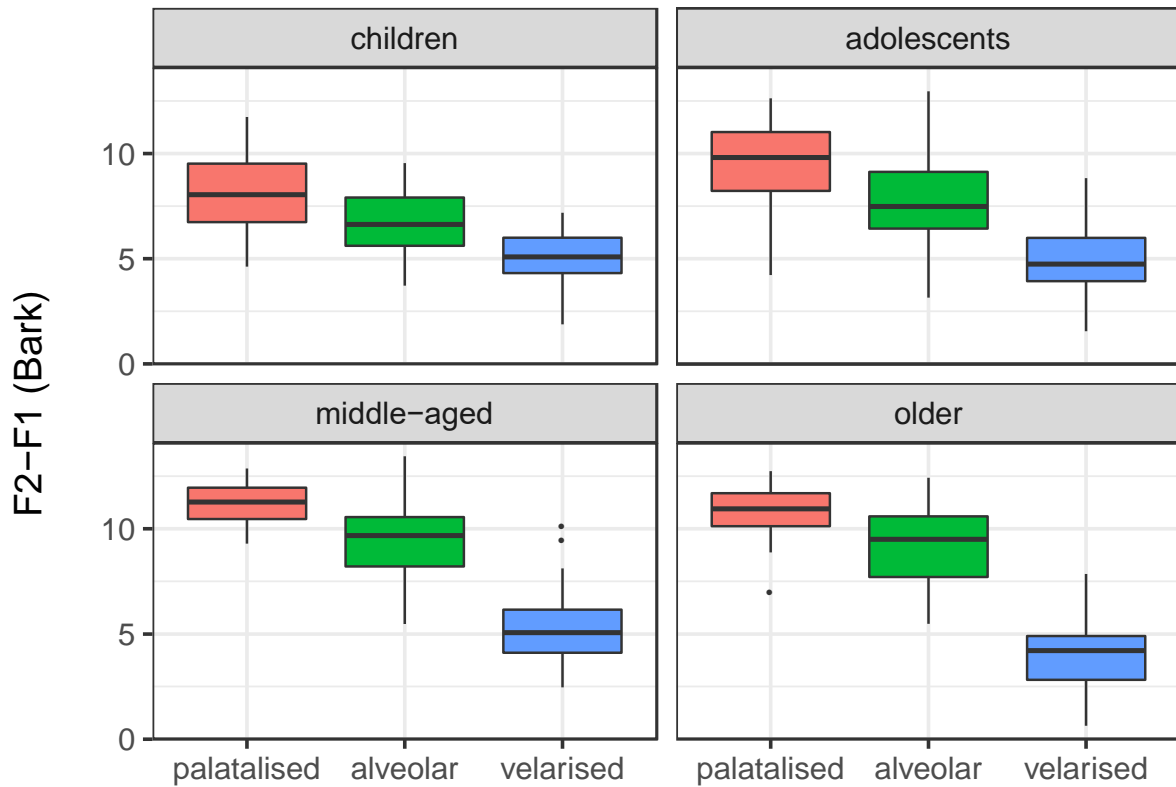 children
adolescents
10
5
0
middle−aged
older
10
5
0
F2−F1 (Bark)
palatalised alveolar velarised
palatalised alveolar velarised